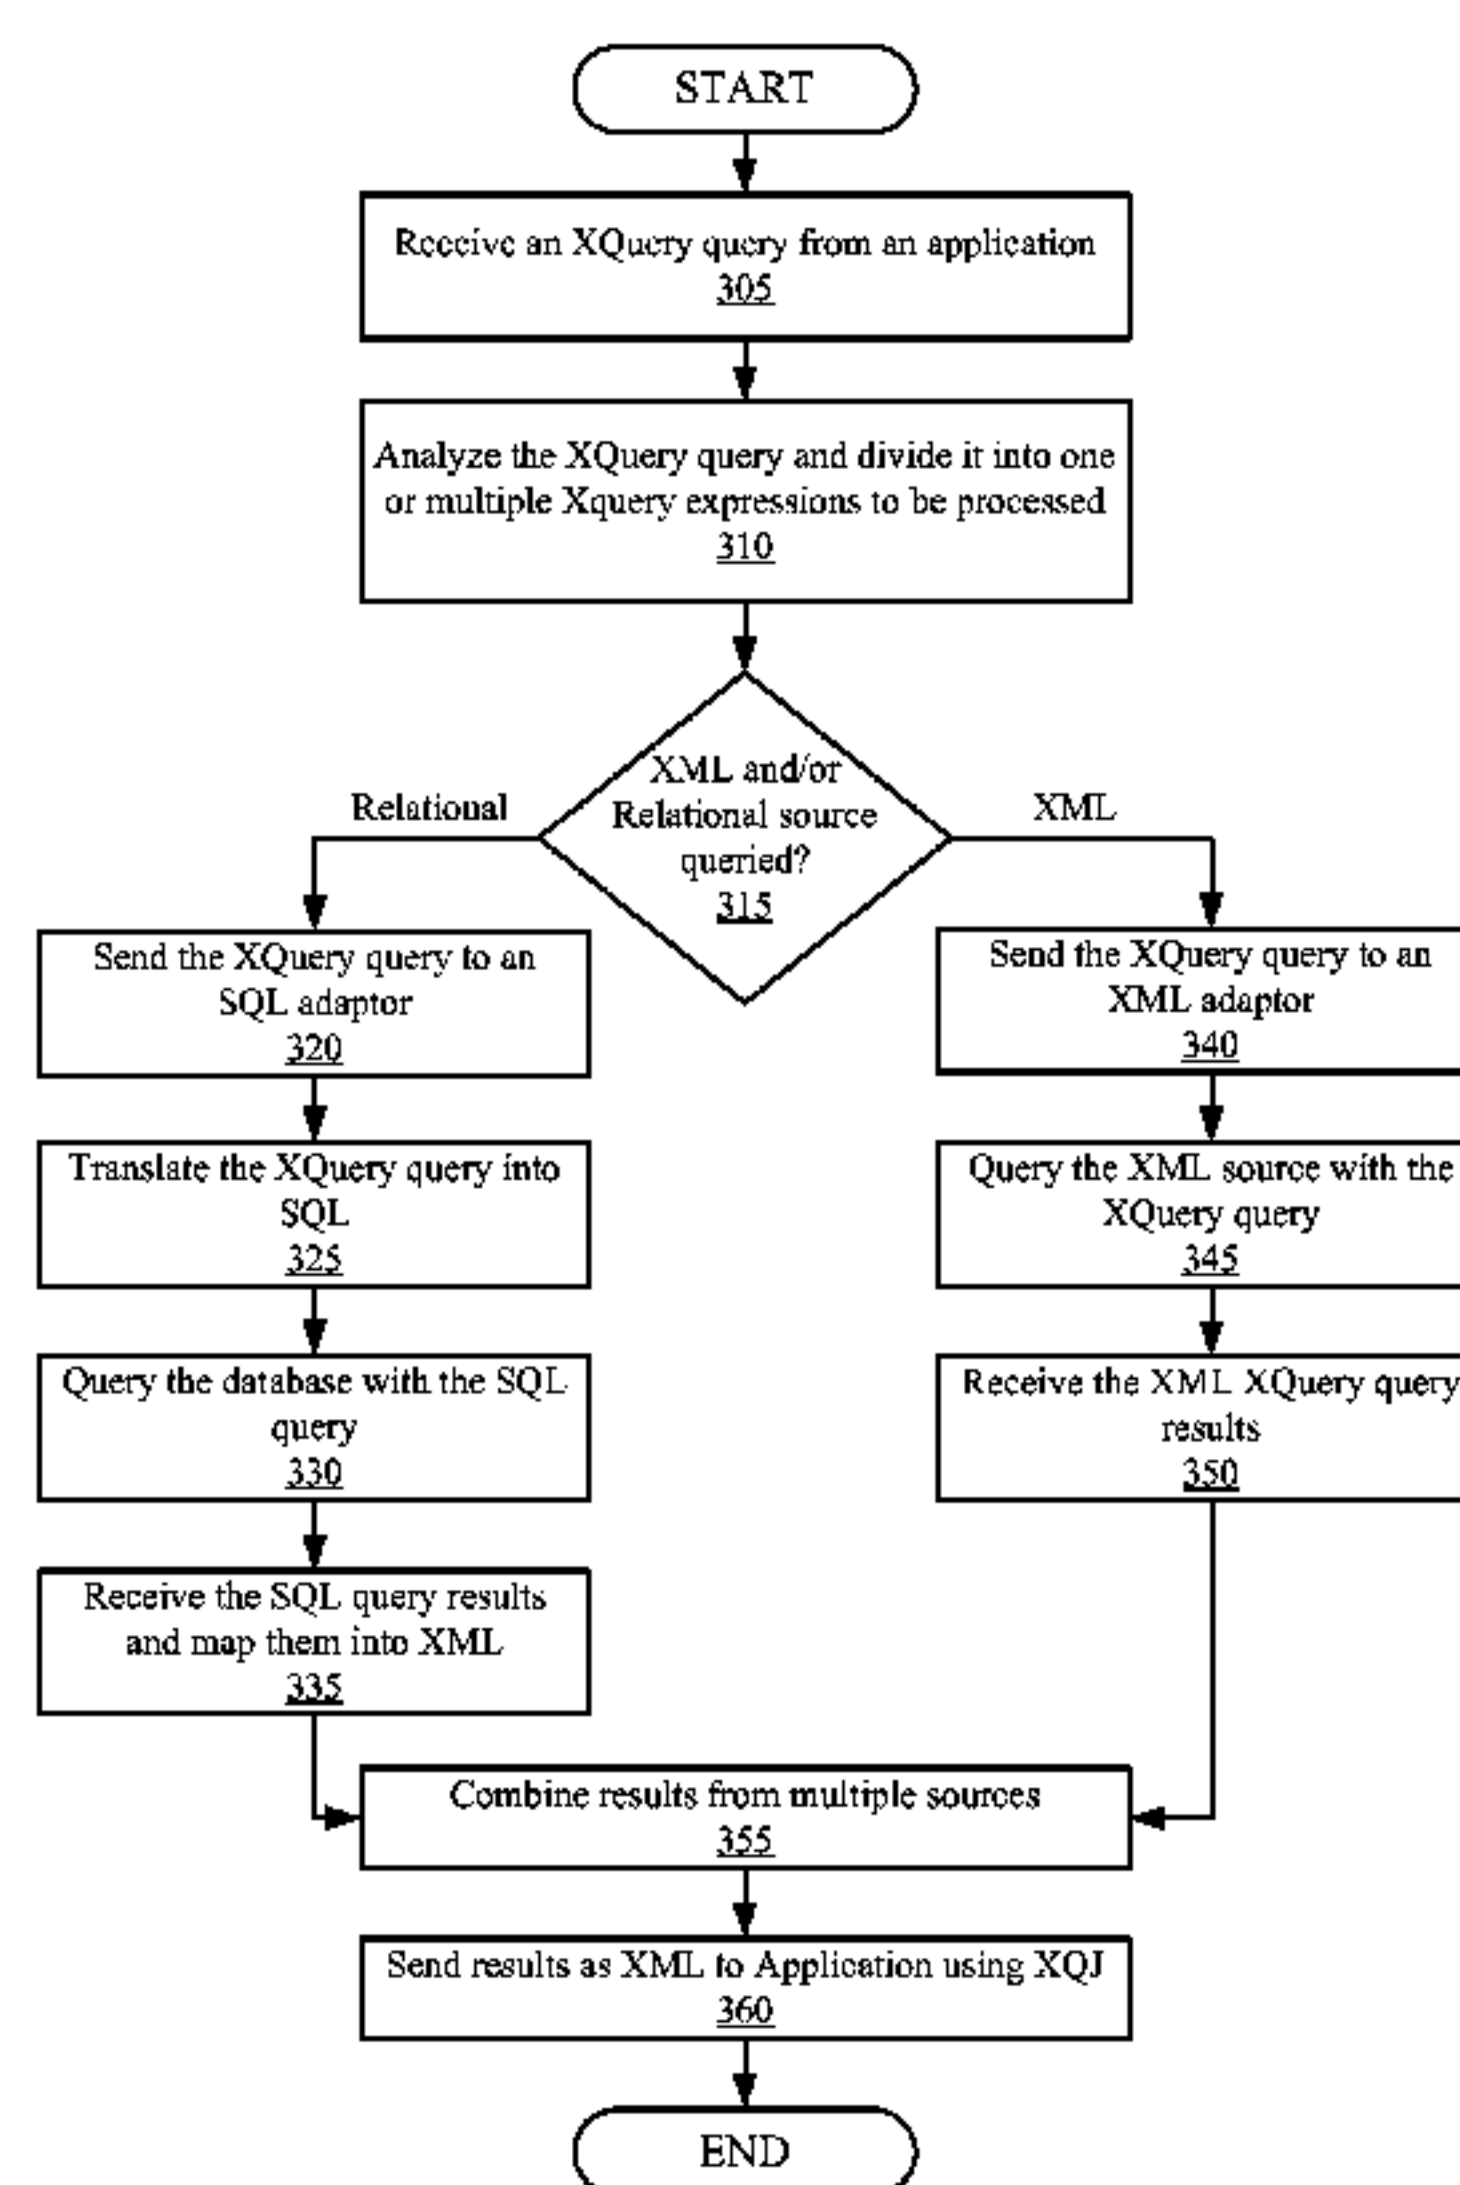 START
Receive an XQuery query from an application
305
Analyze the XQuery query and divide it into one
or multiple Xquery expressions to be processed
310
XML and/or
Relational source
queried?
315
Relational
XML
Send the XQuery query to an
SQL adaptor
320
Translate the XQuery query into
SQL
325
Query the database with the SQL
query
330
Receive the SQL query results
and map them into XML
335
Send the XQuery query to an
XML adaptor
340
Query the XML source with the
XQuery query
345
Receive the XML XQuery query
results
350
Combine results from multiple sources
355
Send results as XML to Application using XQJ
360
END